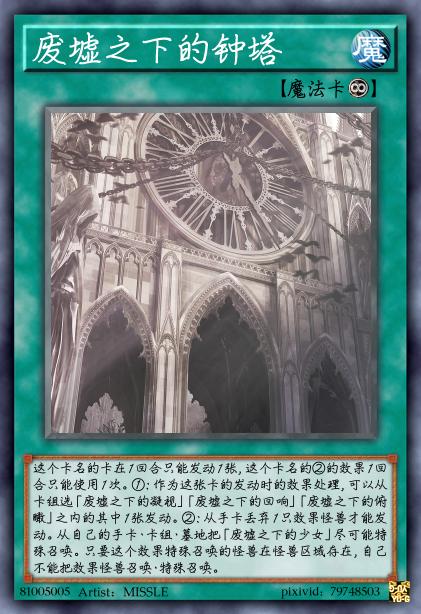 废墟之下的钟塔
魔
【魔法卡】
这个卡名的卡在1回合只能发动1张，这个卡名的②的效果1回
合只能使用1次。①：作为这张卡的发动时的效果处理，可以从
卡组选「废墟之下的凝视」「废墟之下的回响」「废墟之下的俯
瞰」之内的其中1张发动。②：从手卡丢弃1只效果怪兽才能发
动。从自己的手卡·卡组·墓地把「废墟之下的少女」尽可能特
殊召唤。只要这个效果特殊召唤的怪兽在怪兽区域存在，自己
不能把效果怪兽召唤·特殊召唤。
81005005 Artist：MISSLE pixivid：79748503